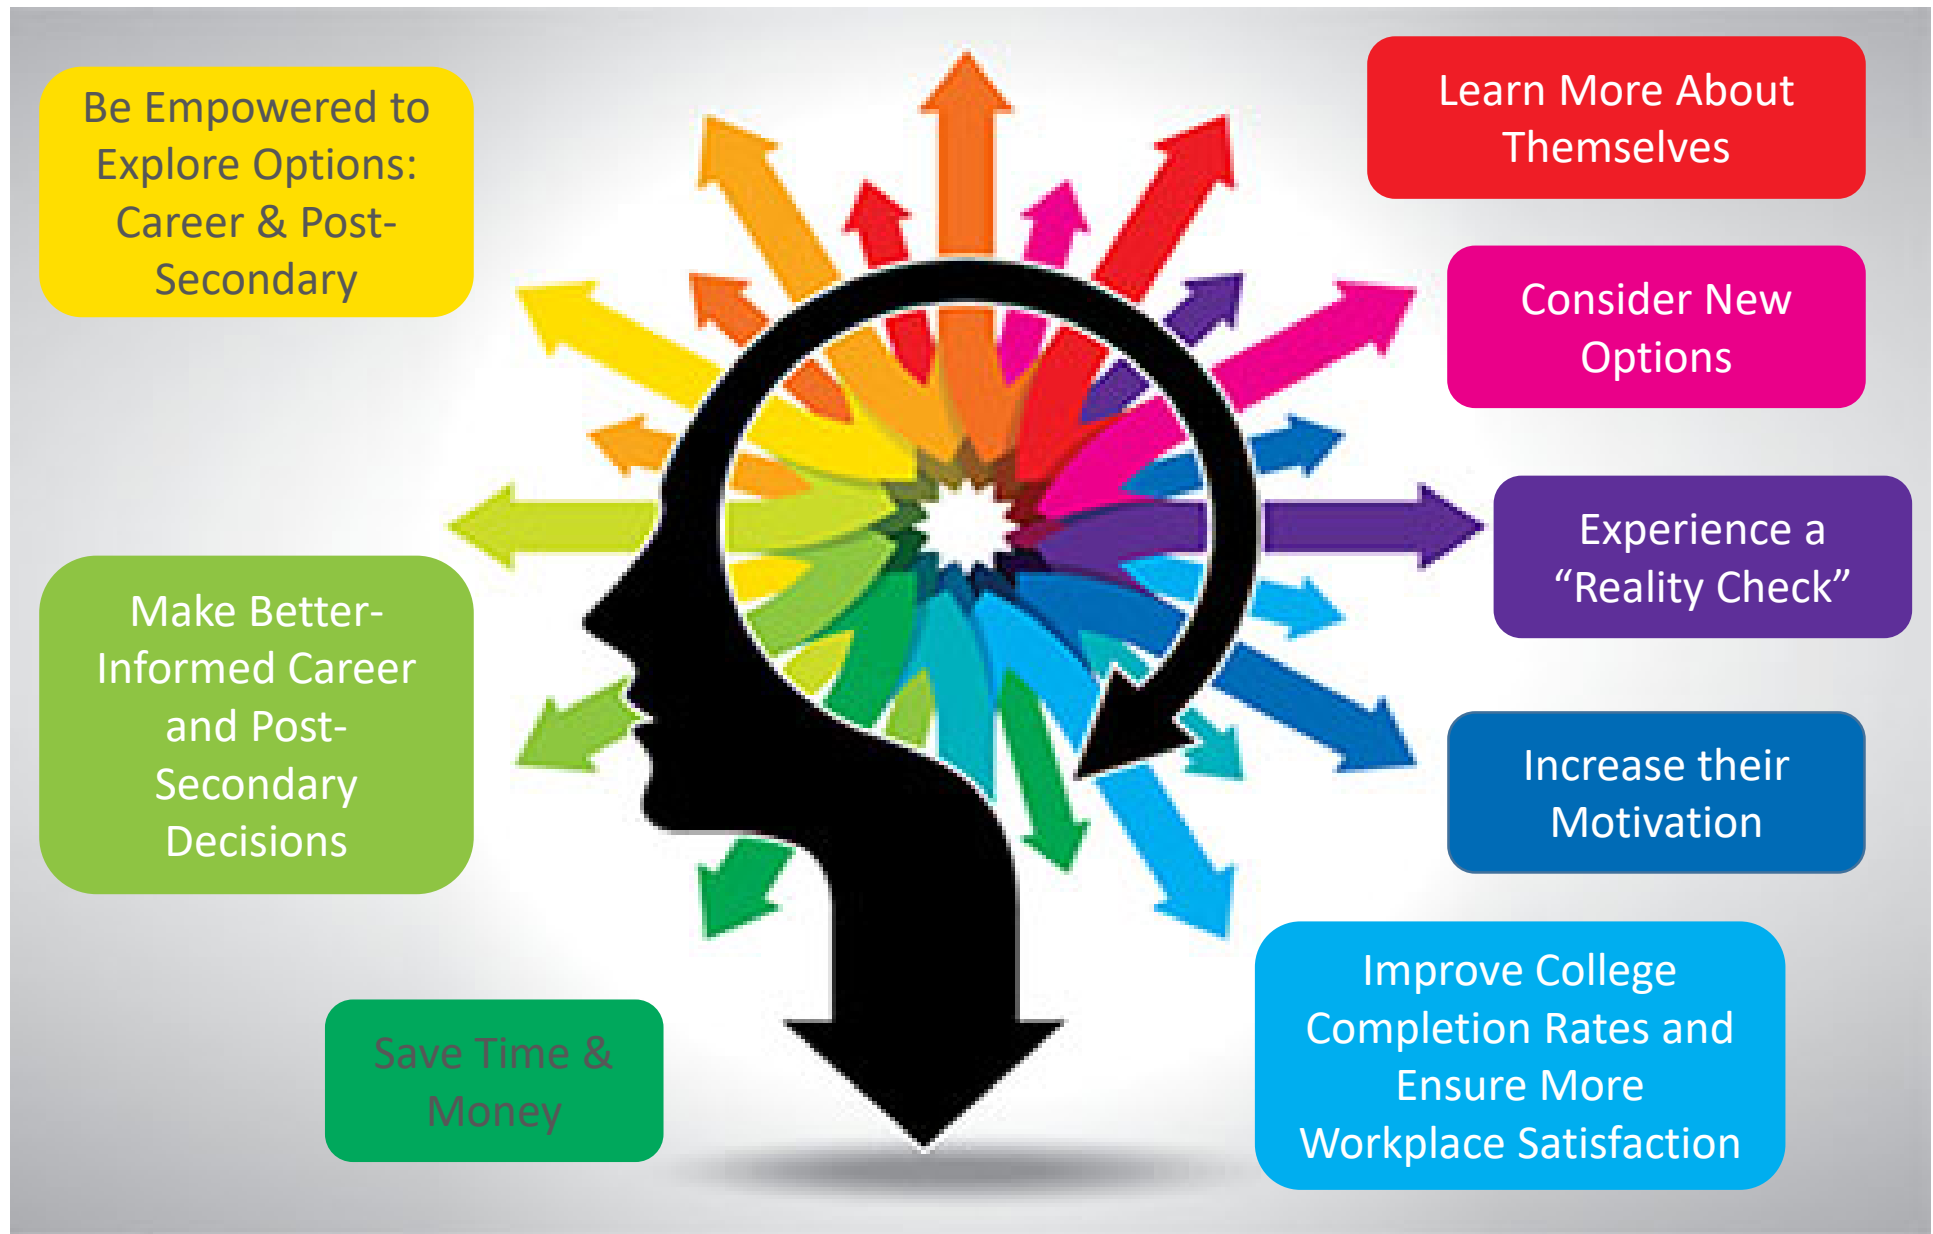 Be Empowered to
Explore Options:
Career & Post-
Secondary
Make Better-
Informed Career
and Post-
Secondary
Decisions
Save Time &
Money
Learn More About
Themselves
Consider New
Options
Experience a
“Reality Check”
Increase their
Motivation
Improve College
Completion Rates and
Ensure More
Workplace Satisfaction